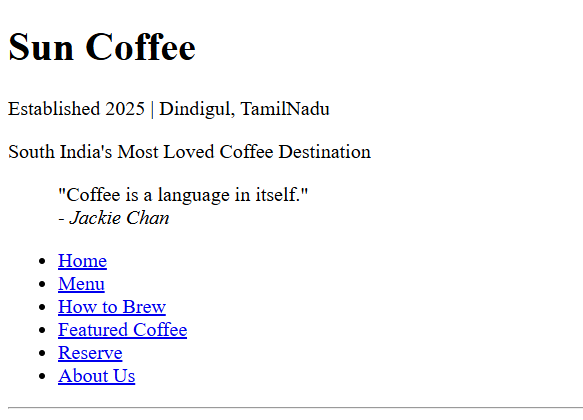 Sun Coffee
Established 2025 | Dindigul, TamilNadu
South India's Most Loved Coffee Destination
"Coffee is a language in itself."
- Jackie Chan
Home
Menu
How to Brew
Featured Coffee
Reserve
About Us